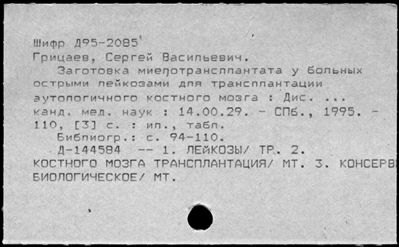 Шифр Д95-2085
Грицаев, Сергей Васильевич.
Заготовка миелотрансплантата у больных
острыми лейкозами для трансплантации
аутологичного костного мозга : Дис. ...
канд. мед. наук : 14.00.29. - СПб., 1995. -
110, [3] с. : ил., табл.
Библиогр.: с. 94-110.
Д-144584 -- 1. ЛЕЙКОЗЫ/ ТР. 2.
КОСТНОГО МОЗГА ТРАНСПЛАНТАЦИЯ/ МТ. 3. КОНСЕРВ
БИОЛОГИЧЕСКОЕ/ МТ.